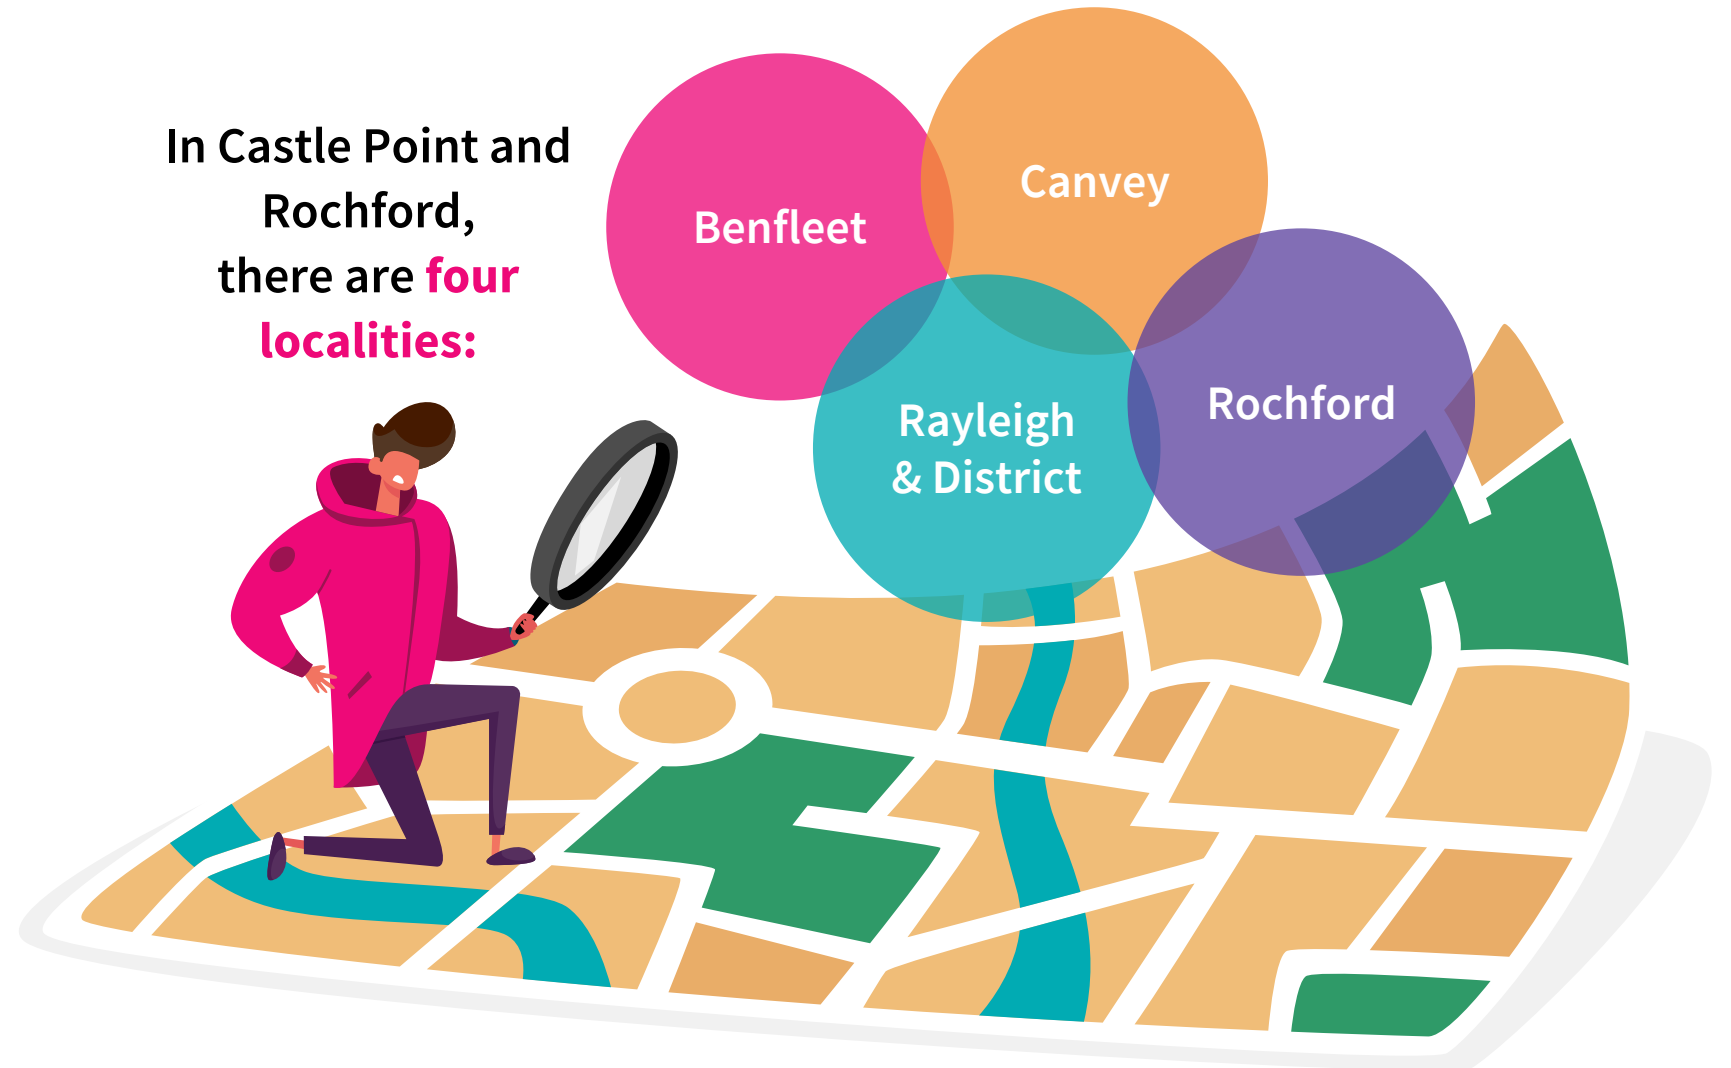 In Castle Point and
Rochford,
there are four
localities:
Benfleet
Canvey
Rayleigh
& District
Rochford